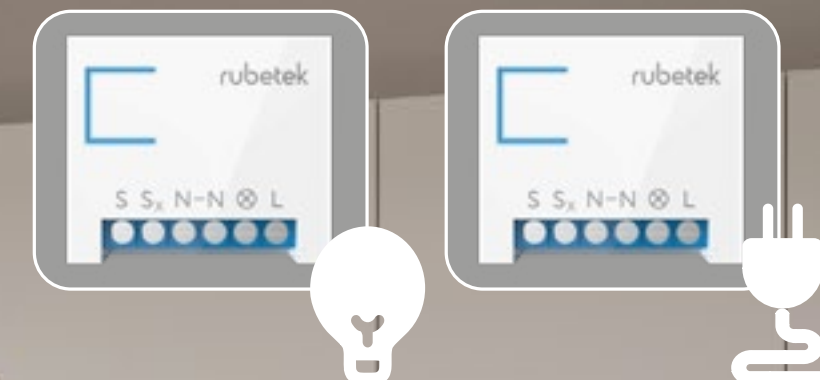 rubetek
S Sx N-N ⊗ L
rubetek
S Sx N-N ⊗ L